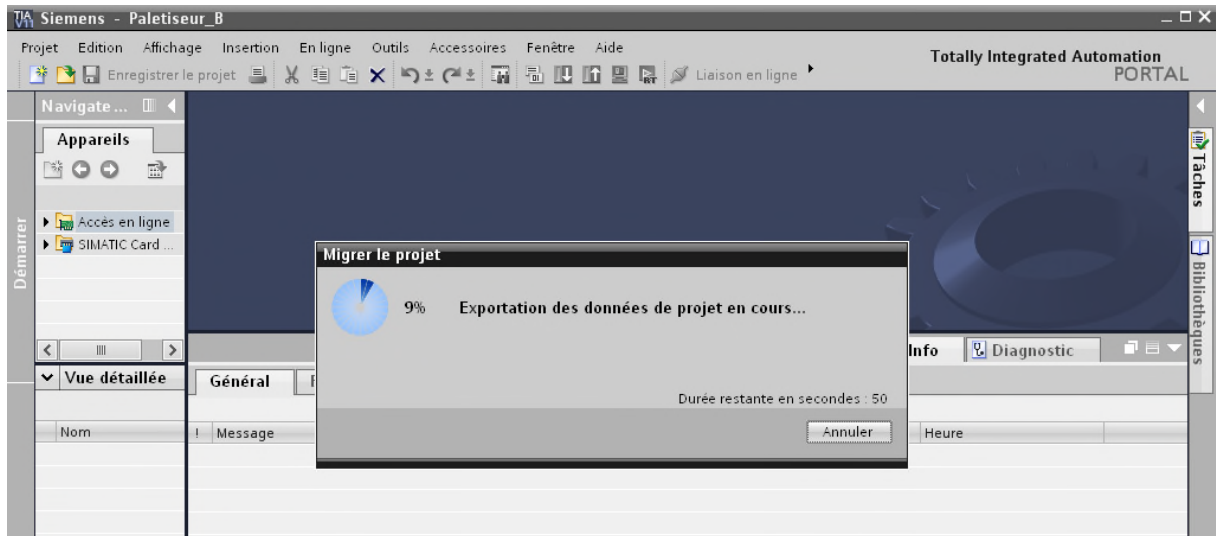 TIA V11 Siemens - Paletiseur_B
Projet Edition Affichage Insertion En ligne Outils Accessoires Fenêtre Aide
Totally Integrated Automation
PORTAL
Enregistrer le projet RT Liaison en ligne
Navigate ...
Appareils
Démarrer
Accès en ligne
SIMATIC Card ...
Tâches
Bibliothèques
Migrer le projet
9% Exportation des données de projet en cours...
Durée restante en secondes : 50
Annuler
Info Diagnostic
Vue détaillée
Général
Nom
! Message
Heure